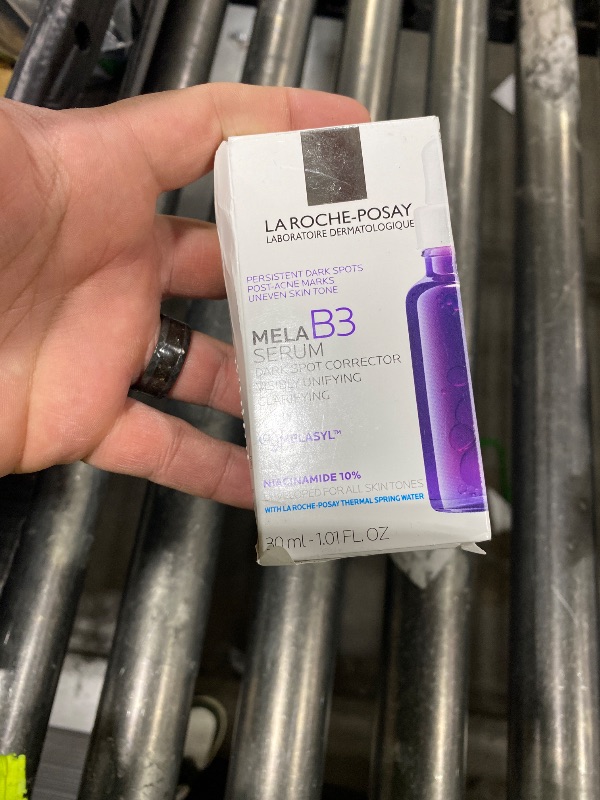 LA ROCHE-POSAY
LABORATOIRE DERMATOLOGIQUE
PERSISTENT DARK SPOTS
POST-ACNE MARKS
UNEVEN SKIN TONE
MELA B3
SERUM
DARK SPOT CORRECTOR
VISIBLY UNIFYING
CLARIFYING
MELASYL™
NIACINAMIDE 10%
DEVELOPED FOR ALL SKIN TONES
WITH LA ROCHE-POSAY THERMAL SPRING WATER
30 ml - 1.01 FL. OZ